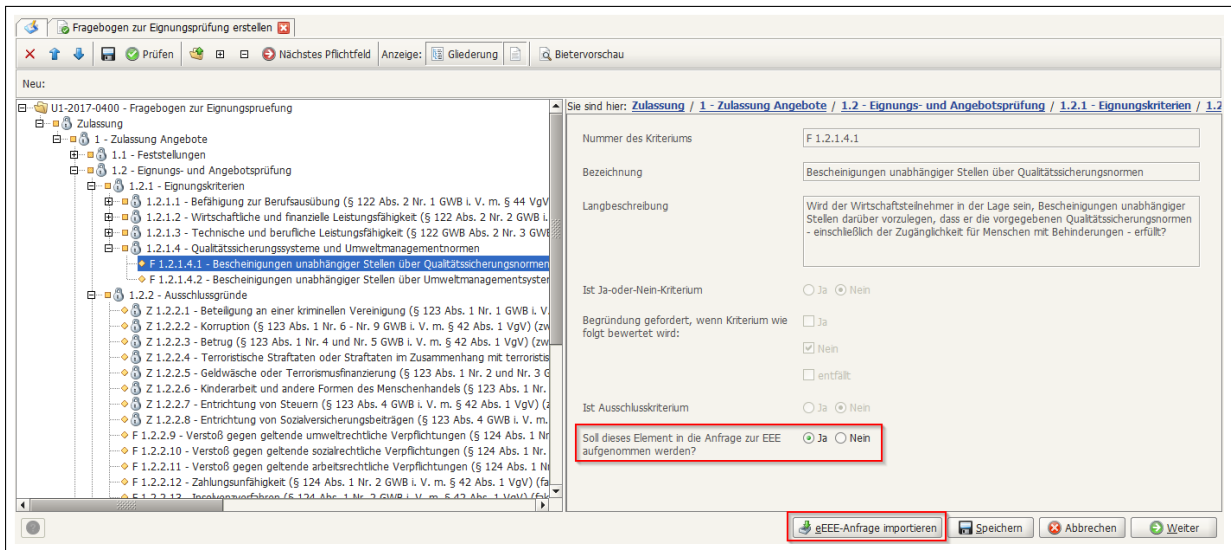 Fragebogen zur Eignungsprüfung erstellen
Prüfen Nächstes Pflichtfeld Anzeige: Gliederung Bietervorschau
Neu:
U1-2017-0400 - Fragebogen zur Eignungspruefung
Zulassung
1 - Zulassung Angebote
1.1 - Feststellungen
1.2 - Eignungs- und Angebotsprüfung
1.2.1 - Eignungskriterien
1.2.1.1 - Befähigung zur Berufsausübung (§ 122 Abs. 2 Nr. 1 GWB i. V. m. § 44 VgV
1.2.1.2 - Wirtschaftliche und finanzielle Leistungsfähigkeit (§ 122 Abs. 2 Nr. 2 GWB i.
1.2.1.3 - Technische und berufliche Leistungsfähigkeit (§ 122 GWB Abs. 2 Nr. 3 GWB
1.2.1.4 - Qualitätssicherungssysteme und Umweltmanagementnormen
F 1.2.1.4.1 - Bescheinigungen unabhängiger Stellen über Qualitätssicherungsnormen
F 1.2.1.4.2 - Bescheinigungen unabhängiger Stellen über Umweltmanagementsyster
1.2.2 - Ausschlussgründe
Z 1.2.2.1 - Beteiligung an einer kriminellen Vereinigung (§ 123 Abs. 1 Nr. 1 GWB i. V.
Z 1.2.2.2 - Korruption (§ 123 Abs. 1 Nr. 6 - Nr. 9 GWB i. V. m. § 42 Abs. 1 VgV) (zw
Z 1.2.2.3 - Betrug (§ 123 Abs. 1 Nr. 4 und Nr. 5 GWB i. V. m. § 42 Abs. 1 VgV) (zw
Z 1.2.2.4 - Terroristische Straftaten oder Straftaten im Zusammenhang mit terroristis
Z 1.2.2.5 - Geldwäsche oder Terrorismusfinanzierung (§ 123 Abs. 1 Nr. 2 und Nr. 3 G
Z 1.2.2.6 - Kinderarbeit und andere Formen des Menschenhandels (§ 123 Abs. 1 Nr.
Z 1.2.2.7 - Entrichtung von Steuern (§ 123 Abs. 4 GWB i. V. m. § 42 Abs. 1 VgV) (z
Z 1.2.2.8 - Entrichtung von Sozialversicherungsbeiträgen (§ 123 Abs. 4 GWB i. V. m.
F 1.2.2.9 - Verstoß gegen geltende umweltrechtliche Verpflichtungen (§ 124 Abs. 1 Nr
F 1.2.2.10 - Verstoß gegen geltende sozialrechtliche Verpflichtungen (§ 124 Abs. 1 Nr.
F 1.2.2.11 - Verstoß gegen geltende arbeitsrechtliche Verpflichtungen (§ 124 Abs. 1 N
F 1.2.2.12 - Zahlungsunfähigkeit (§ 124 Abs. 1 Nr. 2 GWB i. V. m. § 42 Abs. 1 VgV) (fa
F 1.2.2.13 - Insolvenzverfahren (§ 124 Abs. 1 Nr. 2 GWB i. V. m. § 42 Abs. 1 VgV) (fak
Sie sind hier: Zulassung / 1 - Zulassung Angebote / 1.2 - Eignungs- und Angebotsprüfung / 1.2.1 - Eignungskriterien / 1.2
Nummer des Kriteriums F 1.2.1.4.1
Bezeichnung Bescheinigungen unabhängiger Stellen über Qualitätssicherungsnormen
Langbeschreibung Wird der Wirtschaftsteilnehmer in der Lage sein, Bescheinigungen unabhängiger
Stellen darüber vorzulegen, dass er die vorgegebenen Qualitätssicherungsnormen
- einschließlich der Zugänglichkeit für Menschen mit Behinderungen - erfüllt?
Ist Ja-oder-Nein-Kriterium Ja Nein
Begründung gefordert, wenn Kriterium wie Ja
folgt bewertet wird:
Nein
entfällt
Ist Ausschlusskriterium Ja Nein
Soll dieses Element in die Anfrage zur EEE Ja Nein
aufgenommen werden?
eEEE-Anfrage importieren Speichern Abbrechen Weiter